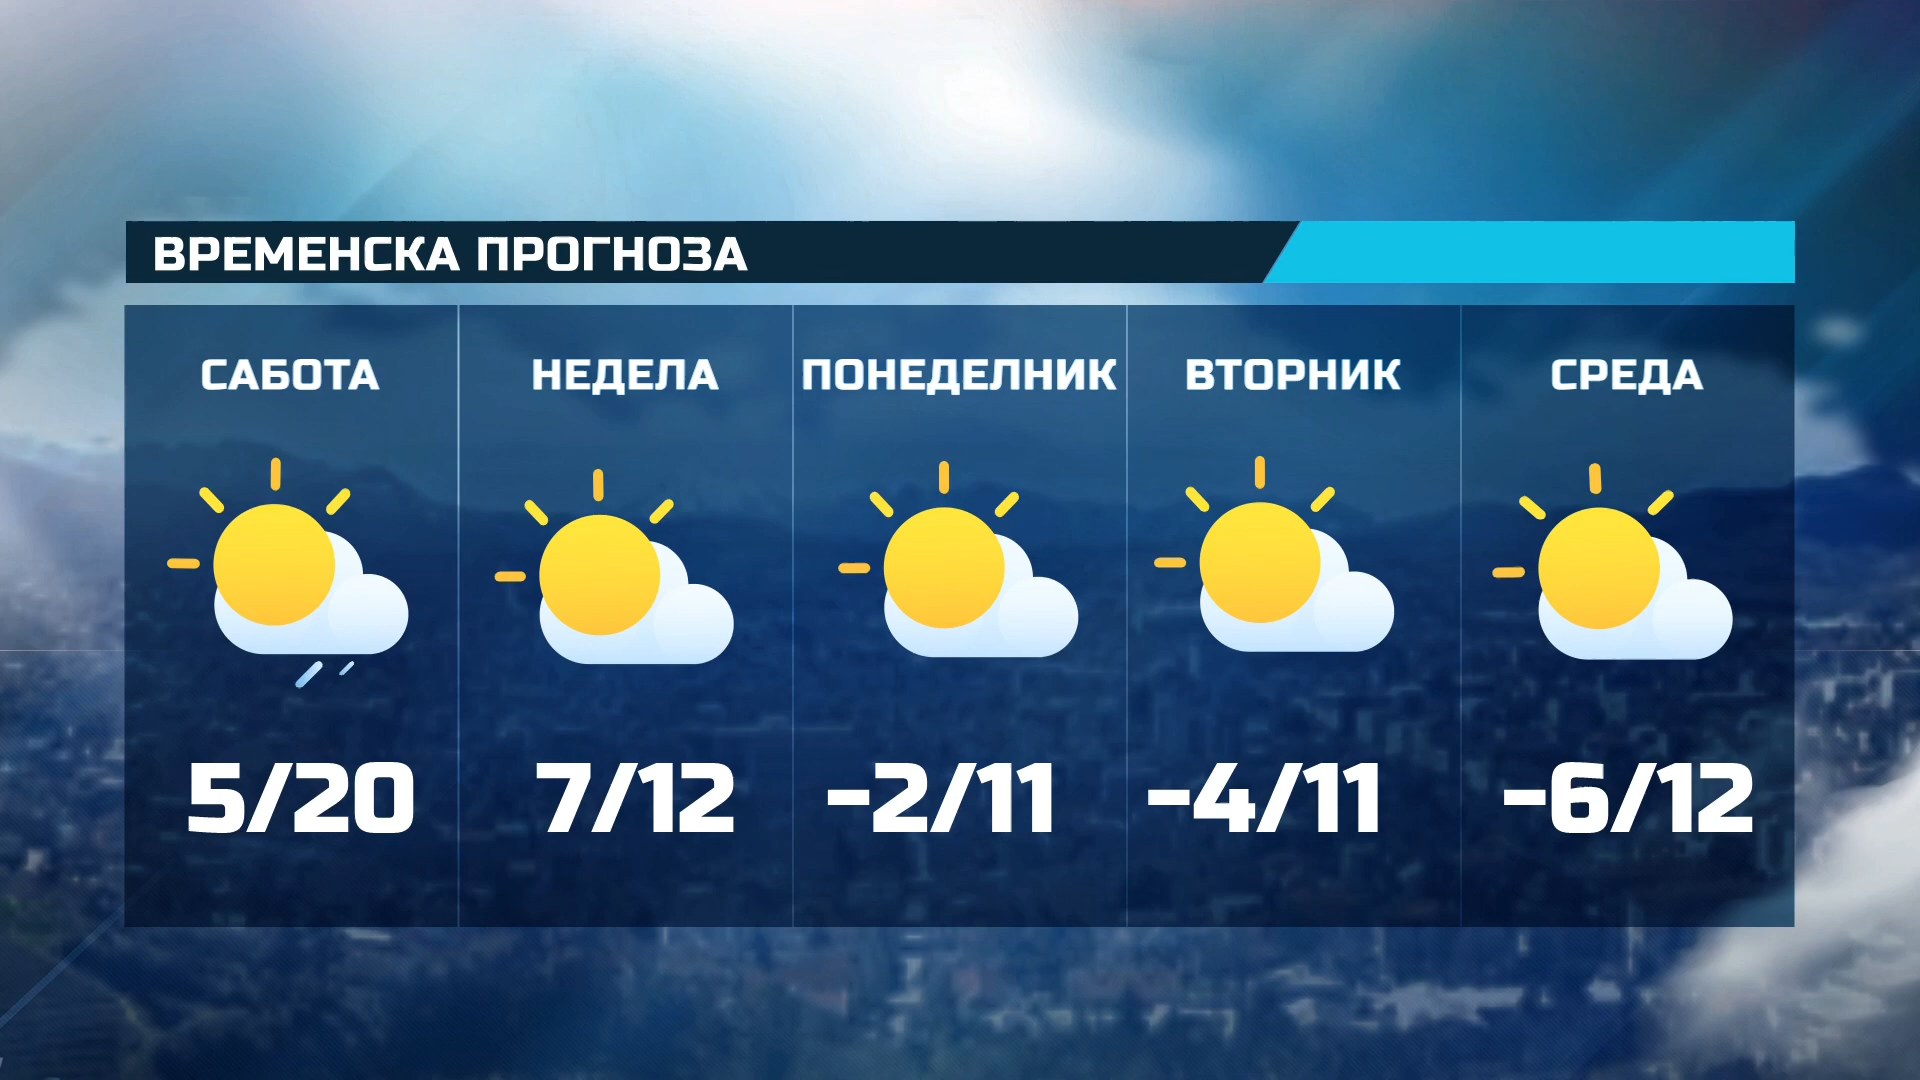 ВРЕМЕНСКА ПРОГНОЗА
САБОТА
НЕДЕЛА
ПОНЕДЕЛНИК
ВТОРНИК
СРЕДА
5/20
7/12
-2/11
-4/11
-6/12